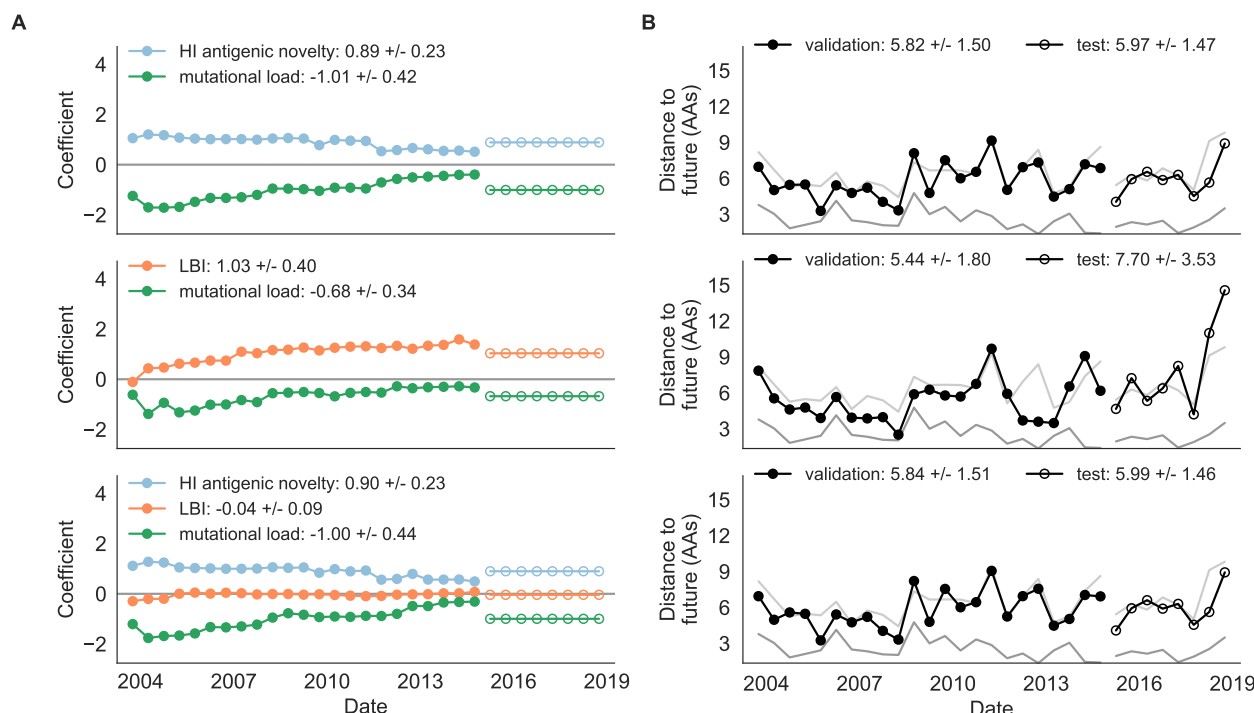 A
HI antigenic novelty: 0.89 +/- 0.23
mutational load: -1.01 +/- 0.42
Coefficient
4
2
0
−2
LBI: 1.03 +/- 0.40
mutational load: -0.68 +/- 0.34
Coefficient
4
2
0
−2
HI antigenic novelty: 0.90 +/- 0.23
LBI: -0.04 +/- 0.09
mutational load: -1.00 +/- 0.44
Coefficient
4
2
0
−2
2004 2007 2010 2013 2016 2019
Date
B
validation: 5.82 +/- 1.50 test: 5.97 +/- 1.47
Distance to
future (AAs)
15
12
9
6
3
validation: 5.44 +/- 1.80 test: 7.70 +/- 3.53
Distance to
future (AAs)
15
12
9
6
3
validation: 5.84 +/- 1.51 test: 5.99 +/- 1.46
Distance to
future (AAs)
15
12
9
6
3
2004 2007 2010 2013 2016 2019
Date